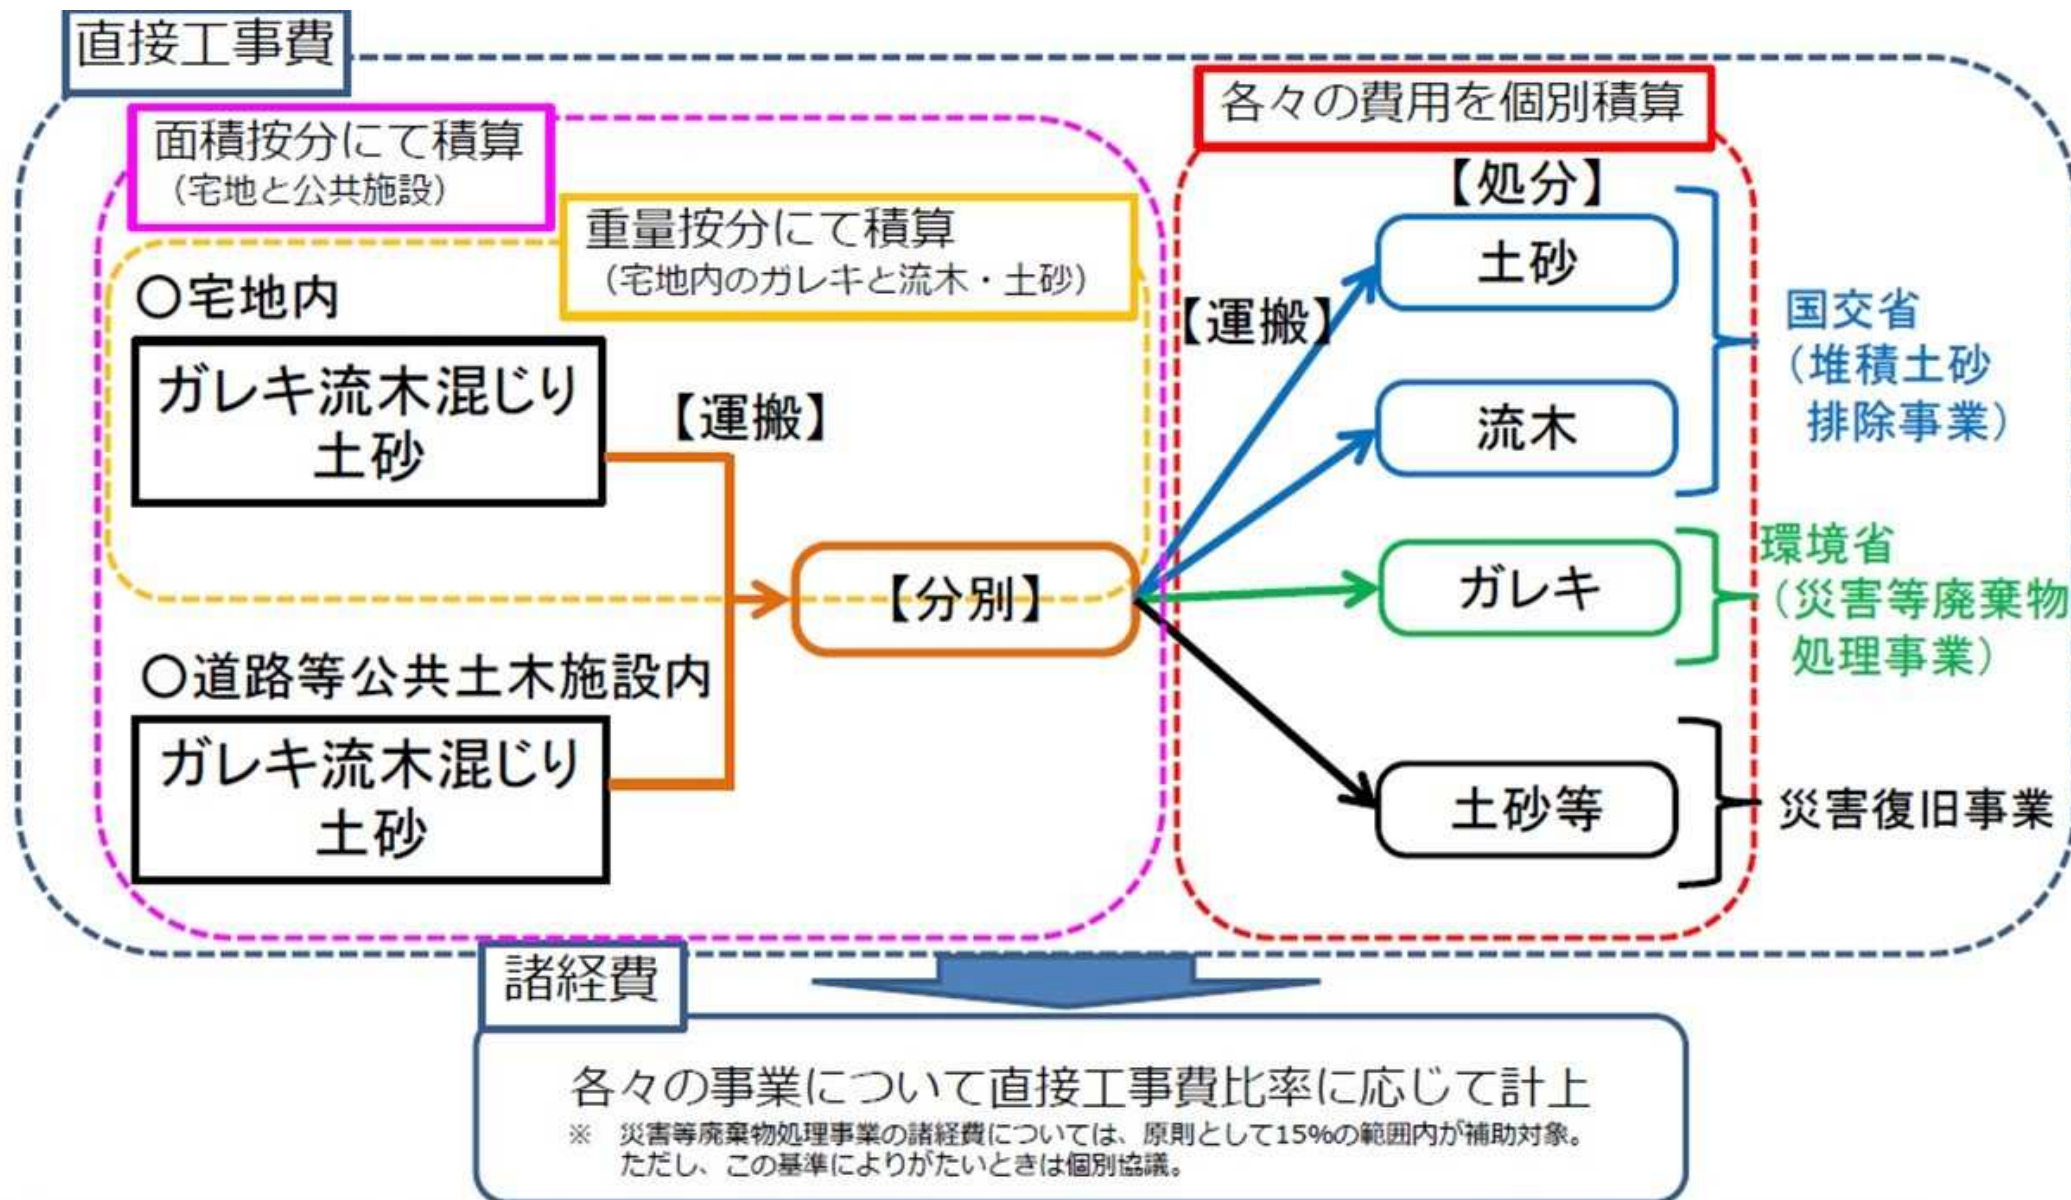 直接工事費
各々の費用を個別積算
面積按分にて積算
（宅地と公共施設）
重量按分にて積算
（宅地内のガレキと流木・土砂）
〇宅地内
ガレキ流木混じり
土砂
【運搬】
【分別】
〇道路等公共土木施設内
ガレキ流木混じり
土砂
【運搬】
【処分】
土砂
流木
ガレキ
土砂等
国交省
（堆積土砂
排除事業）
環境省
（災害等廃棄物
処理事業）
災害復旧事業
諸経費
各々の事業について直接工事費比率に応じて計上
※　災害等廃棄物処理事業の諸経費については、原則として15%の範囲内が補助対象。
ただし、この基準によりがたいときは個別協議。